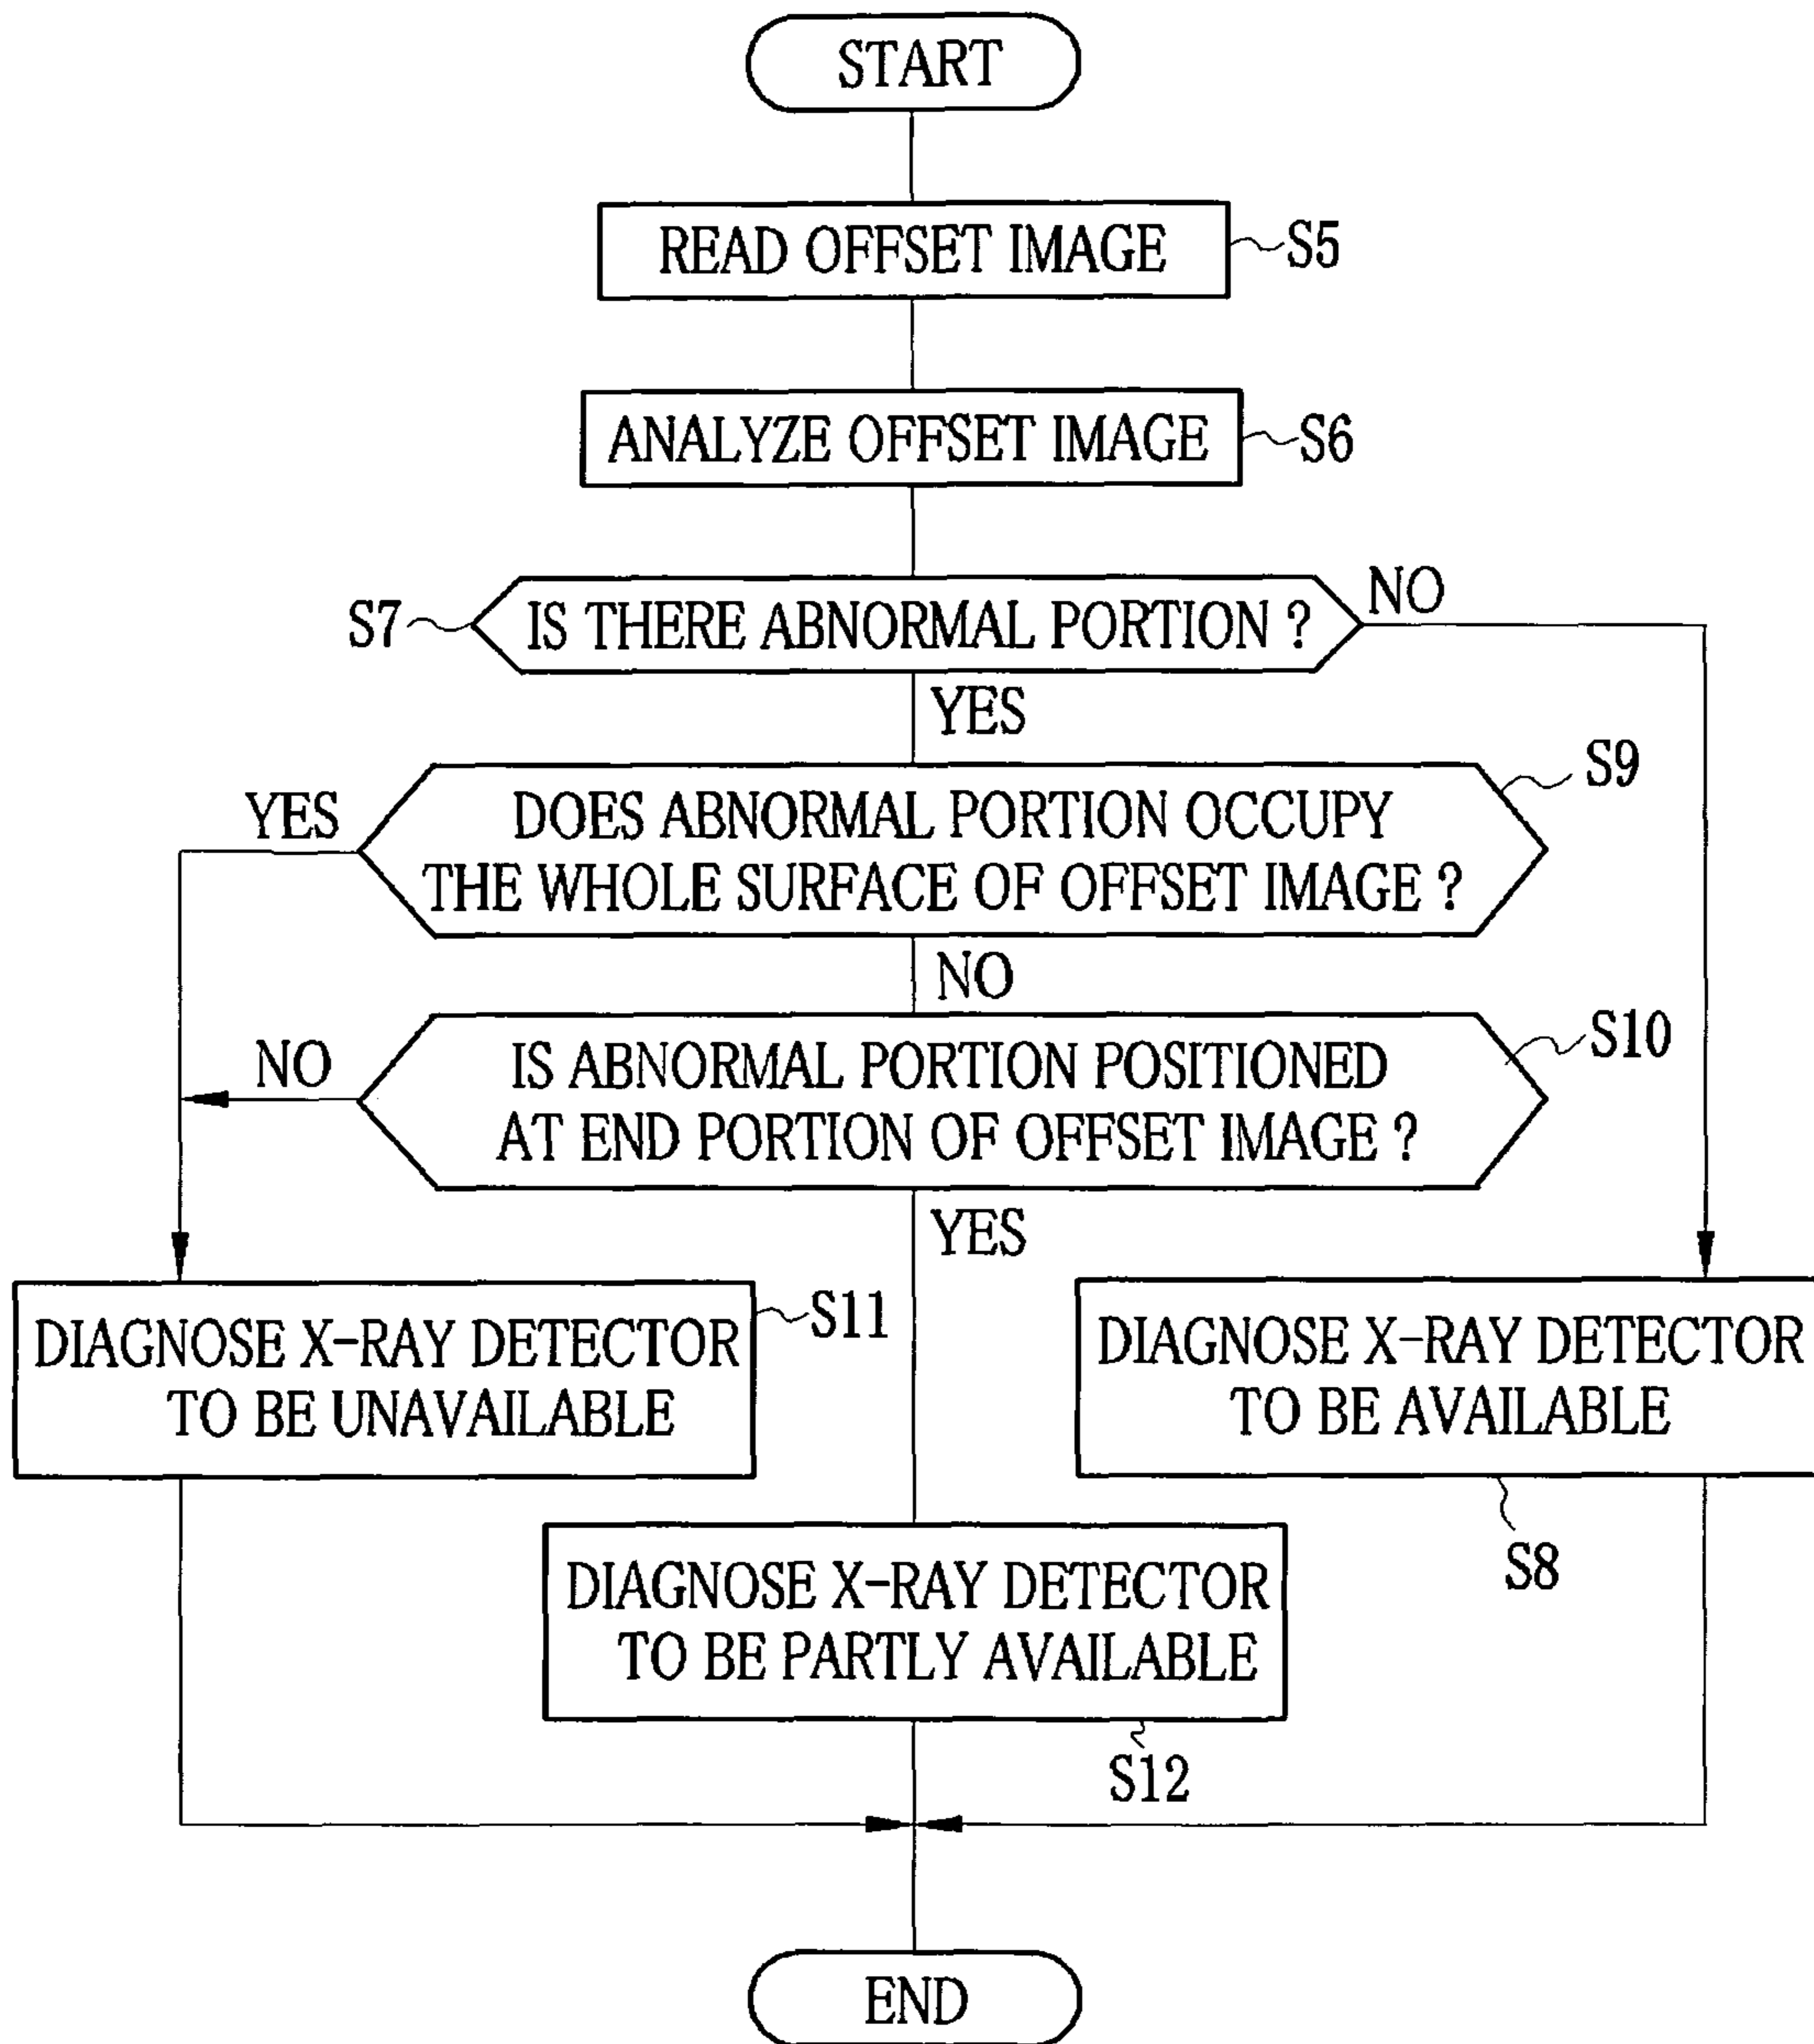 START
READ OFFSET IMAGE
S5
ANALYZE OFFSET IMAGE
S6
S7
IS THERE ABNORMAL PORTION ?
NO
YES
S9
YES
DOES ABNORMAL PORTION OCCUPY
THE WHOLE SURFACE OF OFFSET IMAGE ?
NO
S10
NO
IS ABNORMAL PORTION POSITIONED
AT END PORTION OF OFFSET IMAGE ?
YES
S11
DIAGNOSE X-RAY DETECTOR
TO BE UNAVAILABLE
DIAGNOSE X-RAY DETECTOR
TO BE AVAILABLE
S8
DIAGNOSE X-RAY DETECTOR
TO BE PARTLY AVAILABLE
S12
END